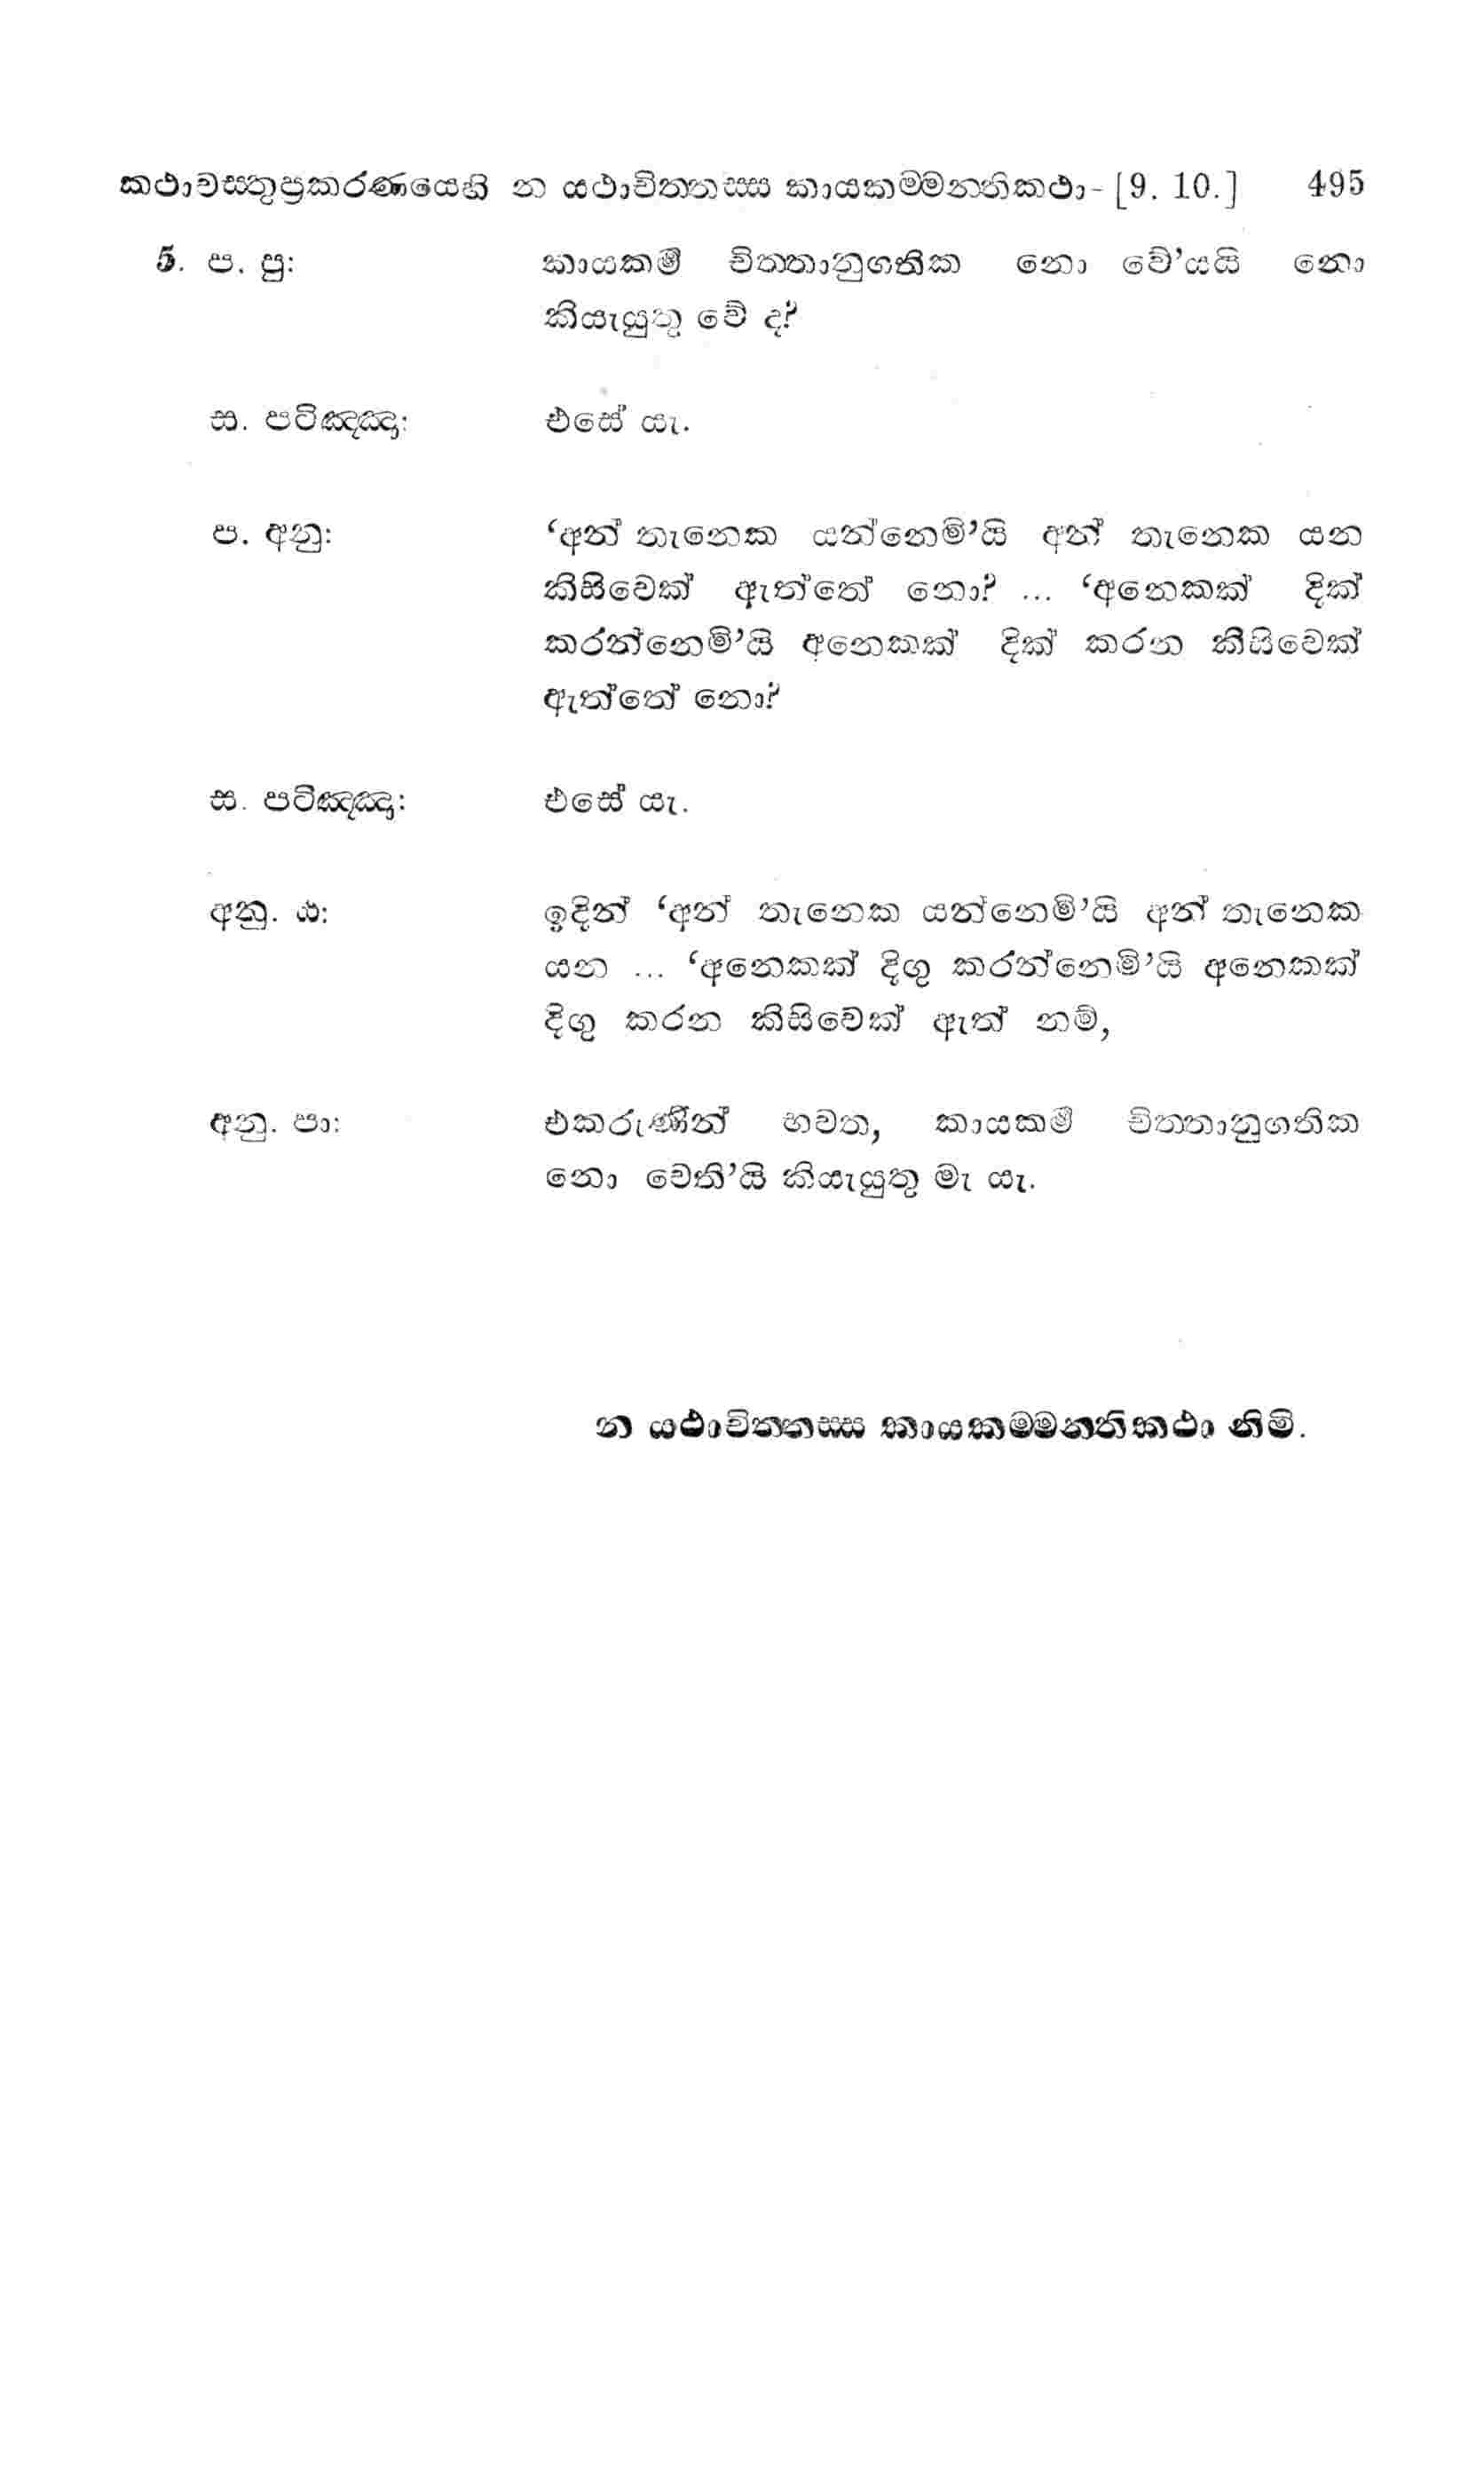 කථාවස්තුප්‍රකරණයෙහි න යථාචිත්තස්ස කායකම්මන්තිකථා - [9. 10.] 495
5. ප. පු: කායකර්‍ම චිත්තානුගතික නො වේ’යයි නො
කියැයුතු වේ ද?
ස. පටිඤ්ඤා: එසේ යැ.
ප. අනු: ‘අන් තැනෙක යන්නෙමි’යි අන් තැනෙක යන
කිසිවෙක් ඇත්තේ නො? ... ‘අනෙකක් දික්
කරන්නෙමි’යි අනෙකක් දික් කරන කිසිවෙක්
ඇත්තේ නො?
ස. පටිඤ්ඤා: එසේ යැ.
අනු. ඨ: ඉදින් ‘අන් තැනෙක යන්නෙමි’යි අන් තැනෙක
යන ... ‘අනෙකක් දිගු කරන්නෙමි’යි අනෙකක්
දිගු කරන කිසිවෙක් ඇත් නම්,
අනු. පා: එකරුණින් භවත, කායකර්‍ම චිත්තානුගතික
නො වෙති’යි කියැයුතු මැ යැ.
න යථාචිත්තස්ස කායකම්මන්තිකථා නිමි.